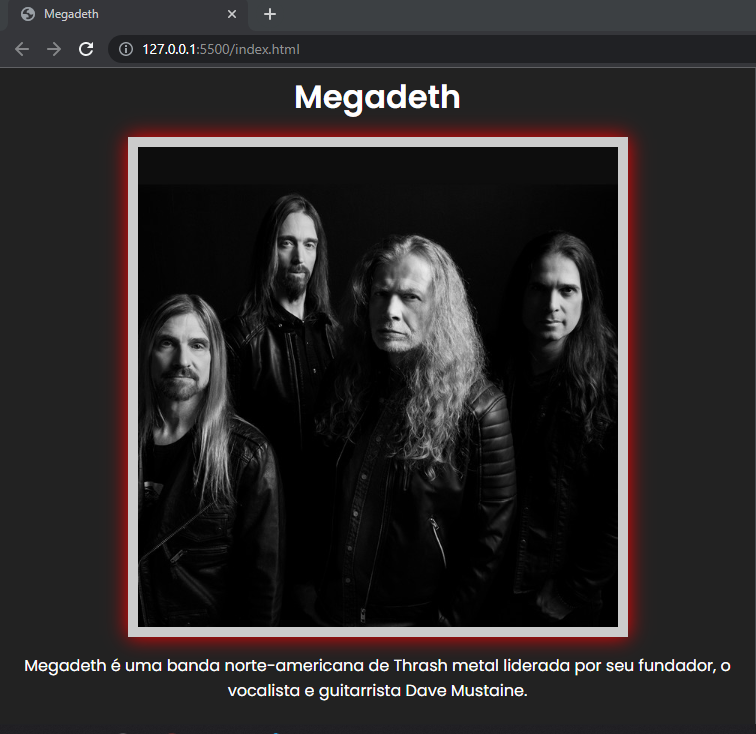 Megadeth
127.0.0.1:5500/index.html
Megadeth
Megadeth é uma banda norte-americana de Thrash metal liderada por seu fundador, o
vocalista e guitarrista Dave Mustaine.